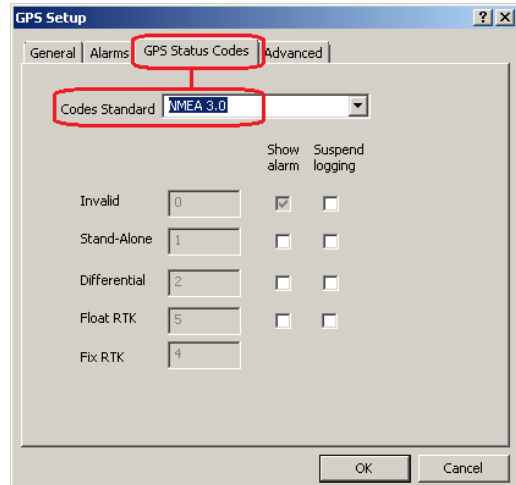 GPS Setup
General Alarms GPS Status Codes Advanced
Codes Standard NMEA 3.0
Show alarm
Suspend logging
Invalid 0
Stand-Alone 1
Differential 2
Float RTK 5
Fix RTK 4
OK Cancel